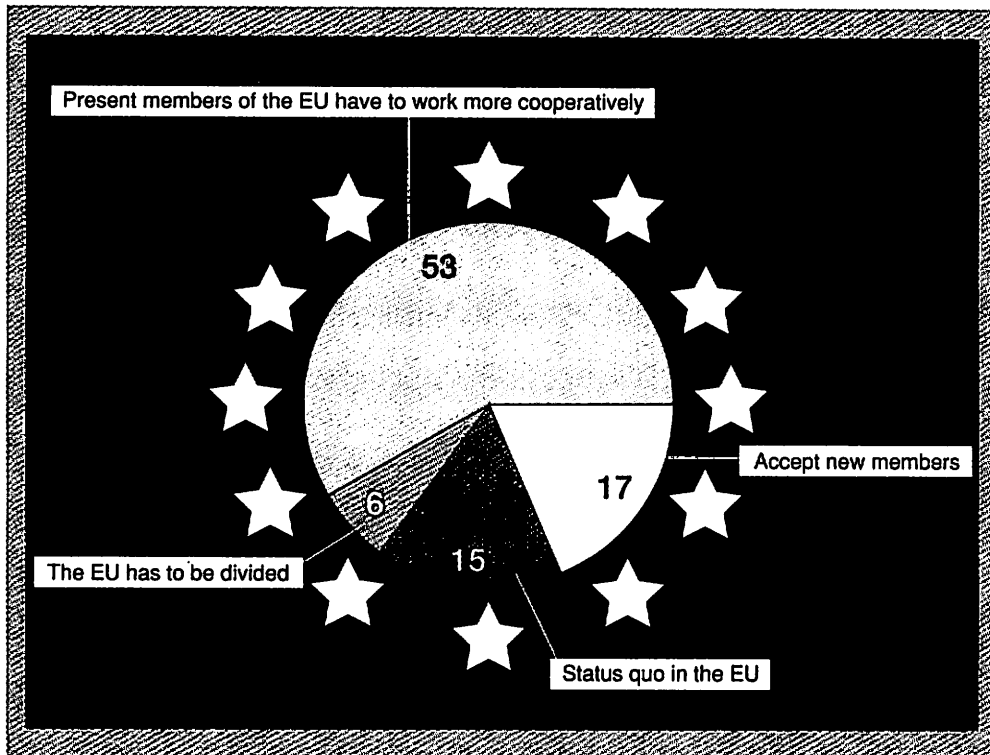 Present members of the EU have to work more cooperatively
53
Accept new members
17
6
15
The EU has to be divided
Status quo in the EU